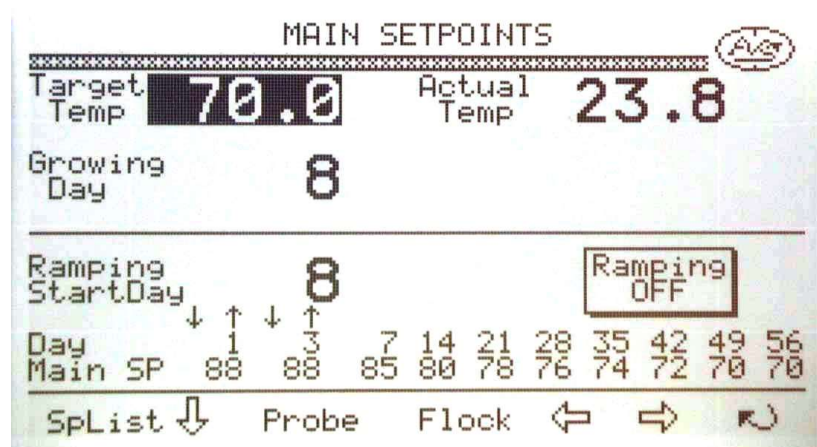 MAIN SETPOINTS
AVS
Target Temp 70.0 Actual Temp 23.8
Growing Day 8
Ramping StartDay 8 Ramping OFF
↓ ↑ ↓ ↑
Day 1 3 7 14 21 28 35 42 49 56
Main SP 88 88 85 80 78 76 74 72 70 70
SpList Probe Flock